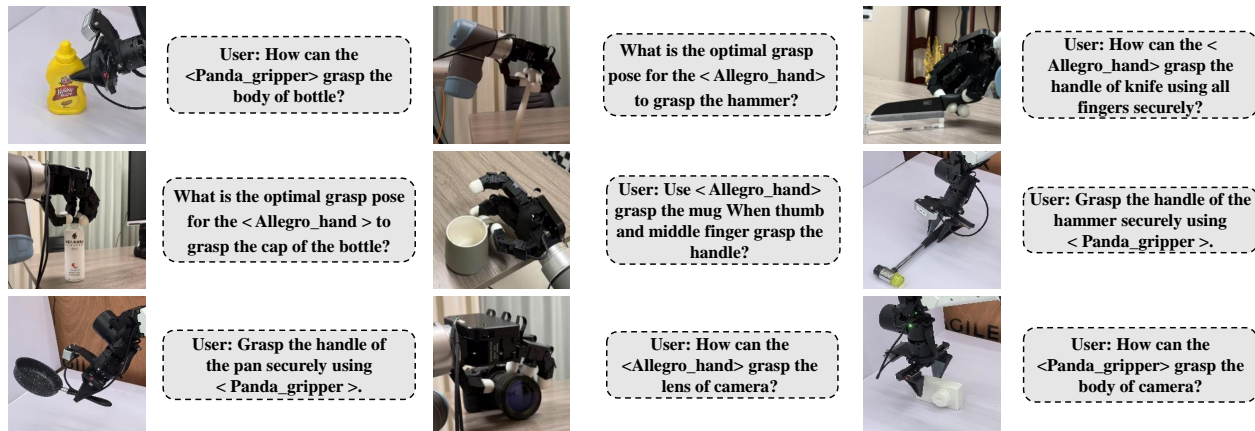 User: How can the
<Panda_gripper> grasp the
body of bottle?
What is the optimal grasp
pose for the < Allegro_hand>
to grasp the hammer?
User: How can the <
Allegro_hand> grasp the
handle of knife using all
fingers securely?
What is the optimal grasp pose
for the < Allegro_hand > to
grasp the cap of the bottle?
User: Use < Allegro_hand>
grasp the mug When thumb
and middle finger grasp the
handle?
User: Grasp the handle of the
hammer securely using
< Panda_gripper >.
User: Grasp the handle of
the pan securely using
< Panda_gripper >.
User: How can the
<Allegro_hand> grasp the
lens of camera?
GILE
User: How can the
<Panda_gripper> grasp the
body of camera?